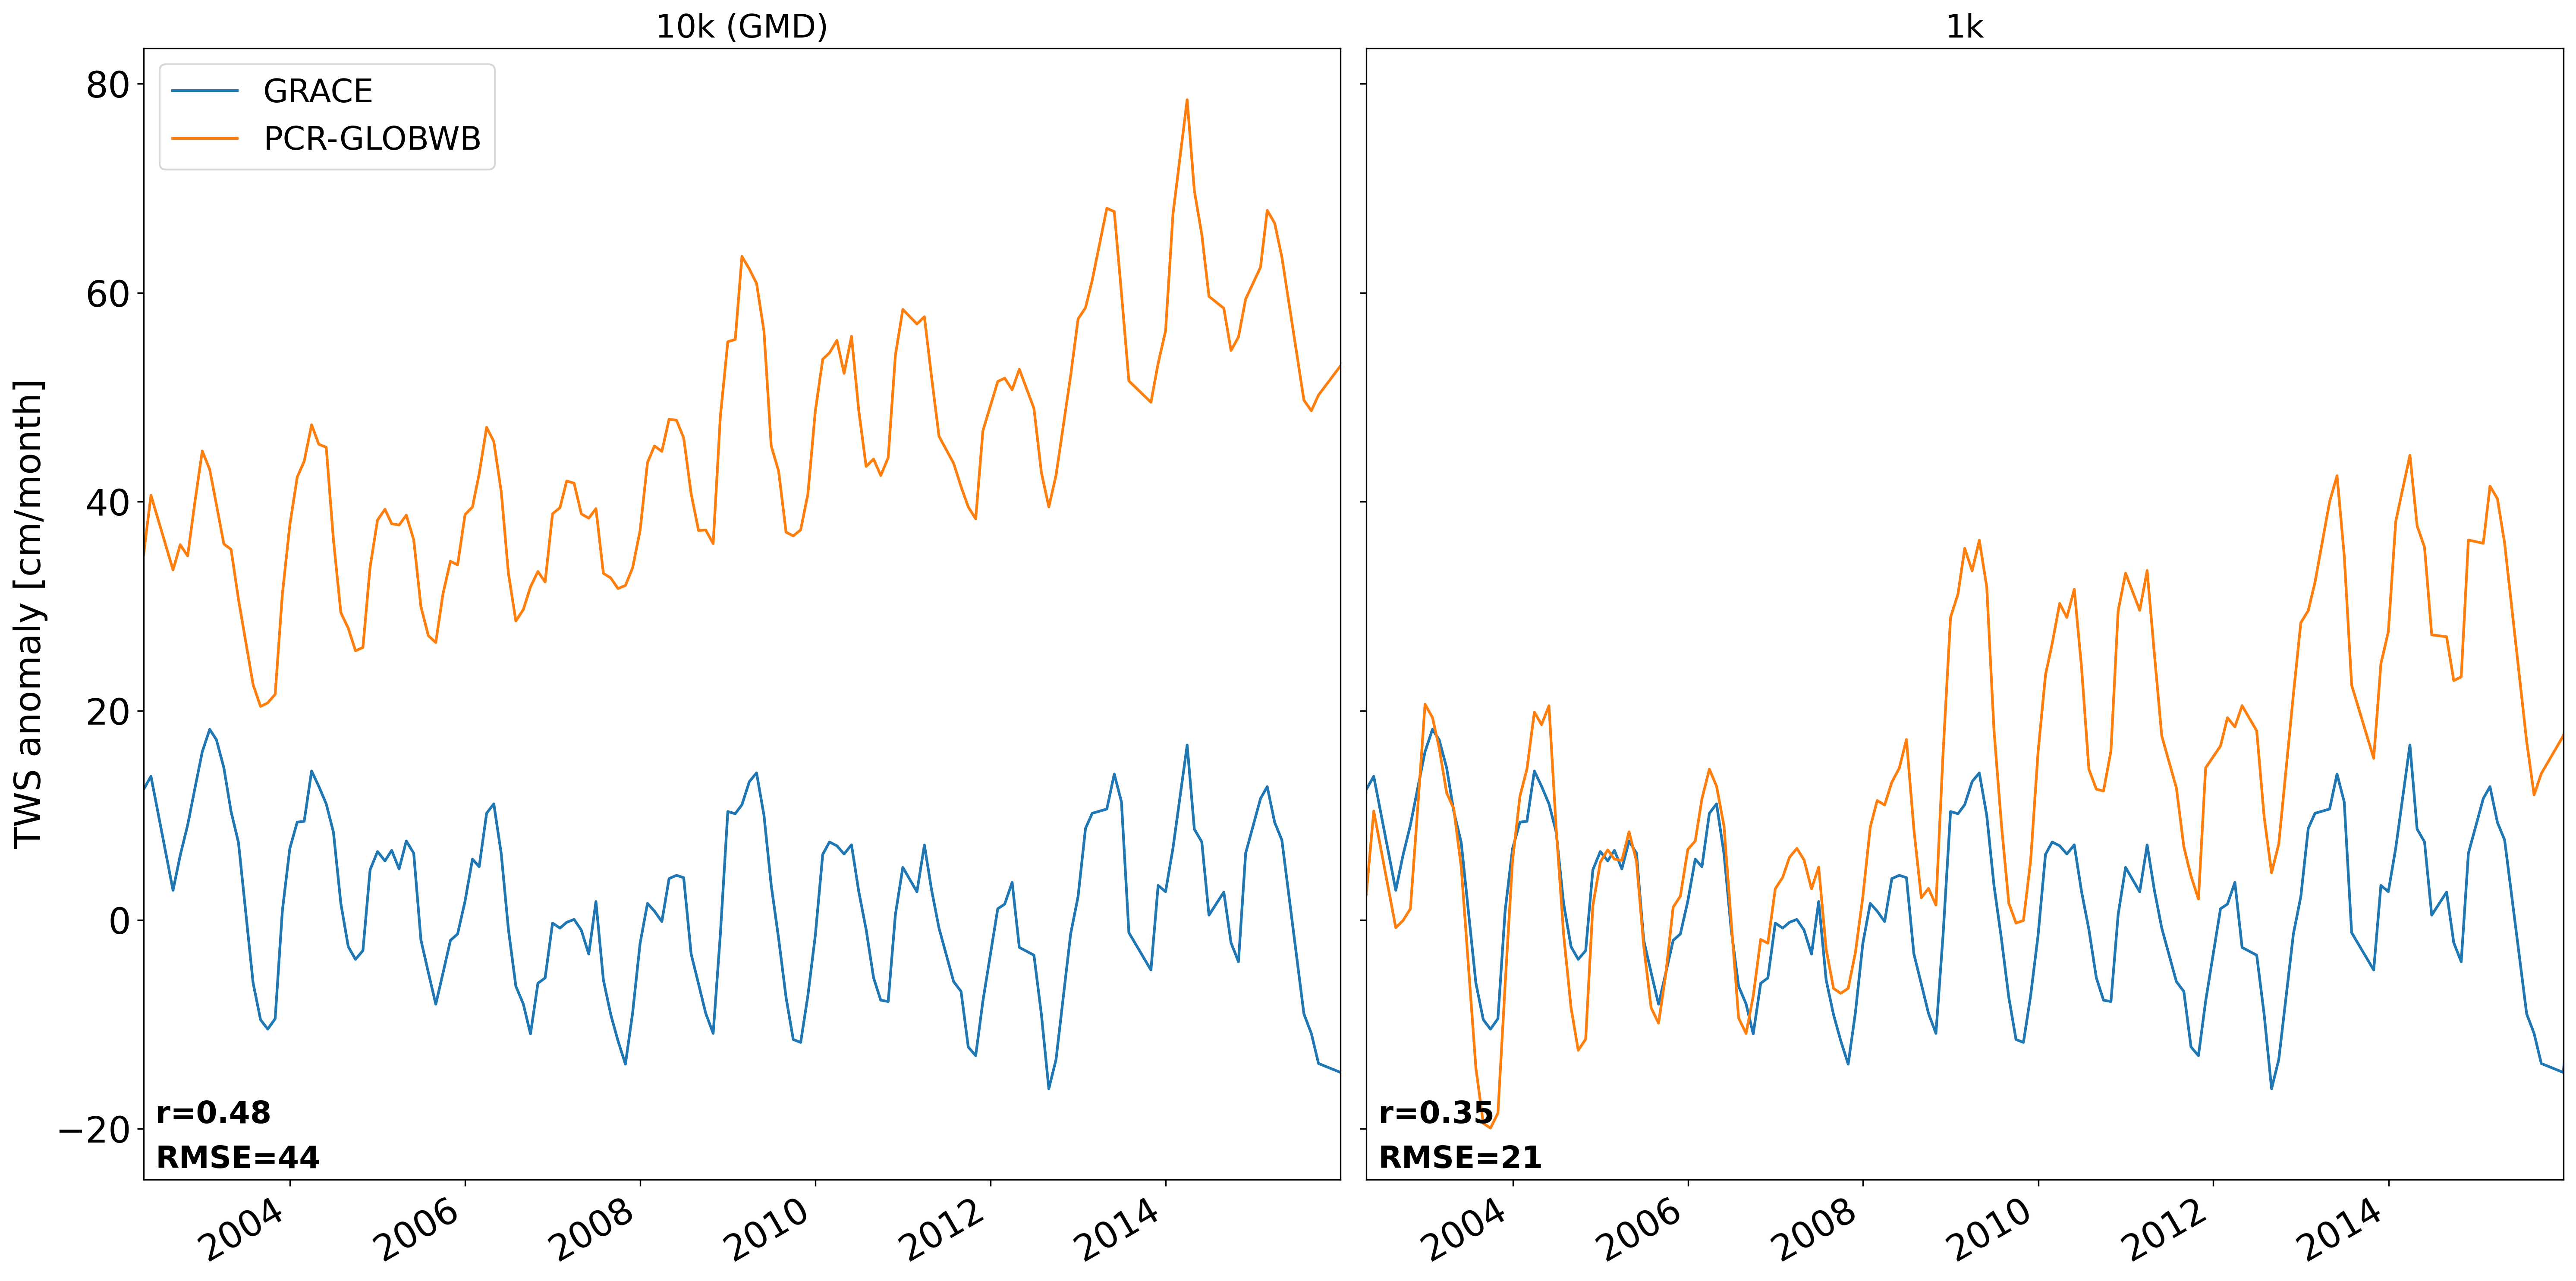 10k (GMD)
1k
GRACE
PCR-GLOBWB
TWS anomaly [cm/month]
80
60
40
20
0
−20
r=0.48
RMSE=44
r=0.35
RMSE=21
2004
2006
2008
2010
2012
2014
2004
2006
2008
2010
2012
2014